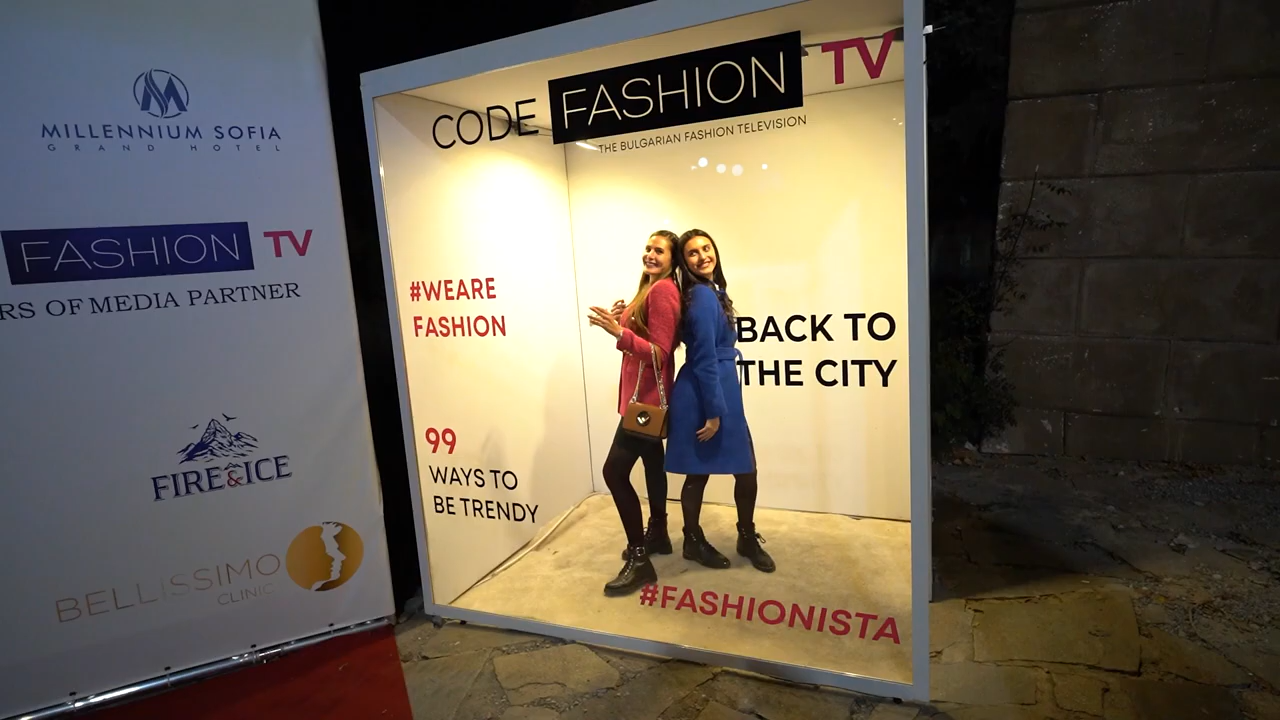 MILLENNIUM SOFIA
GRAND HOTEL
FASHION TV
RS OF MEDIA PARTNER
FIRE & ICE
BELLISSIMO
CLINIC
CODE FASHION TV
THE BULGARIAN FASHION TELEVISION
#WEARE
FASHION
BACK TO
THE CITY
99
WAYS TO
BE TRENDY
#FASHIONISTA